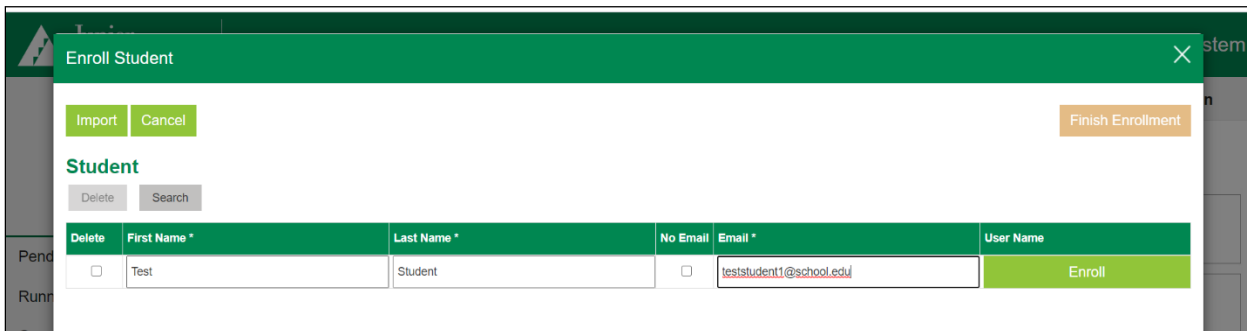 Junior
stem
Enroll Student
n
Import Cancel Finish Enrollment
Student
Delete Search
Delete First Name * Last Name * No Email Email * User Name
Test Student teststudent1@school.edu Enroll
Pend
Runn